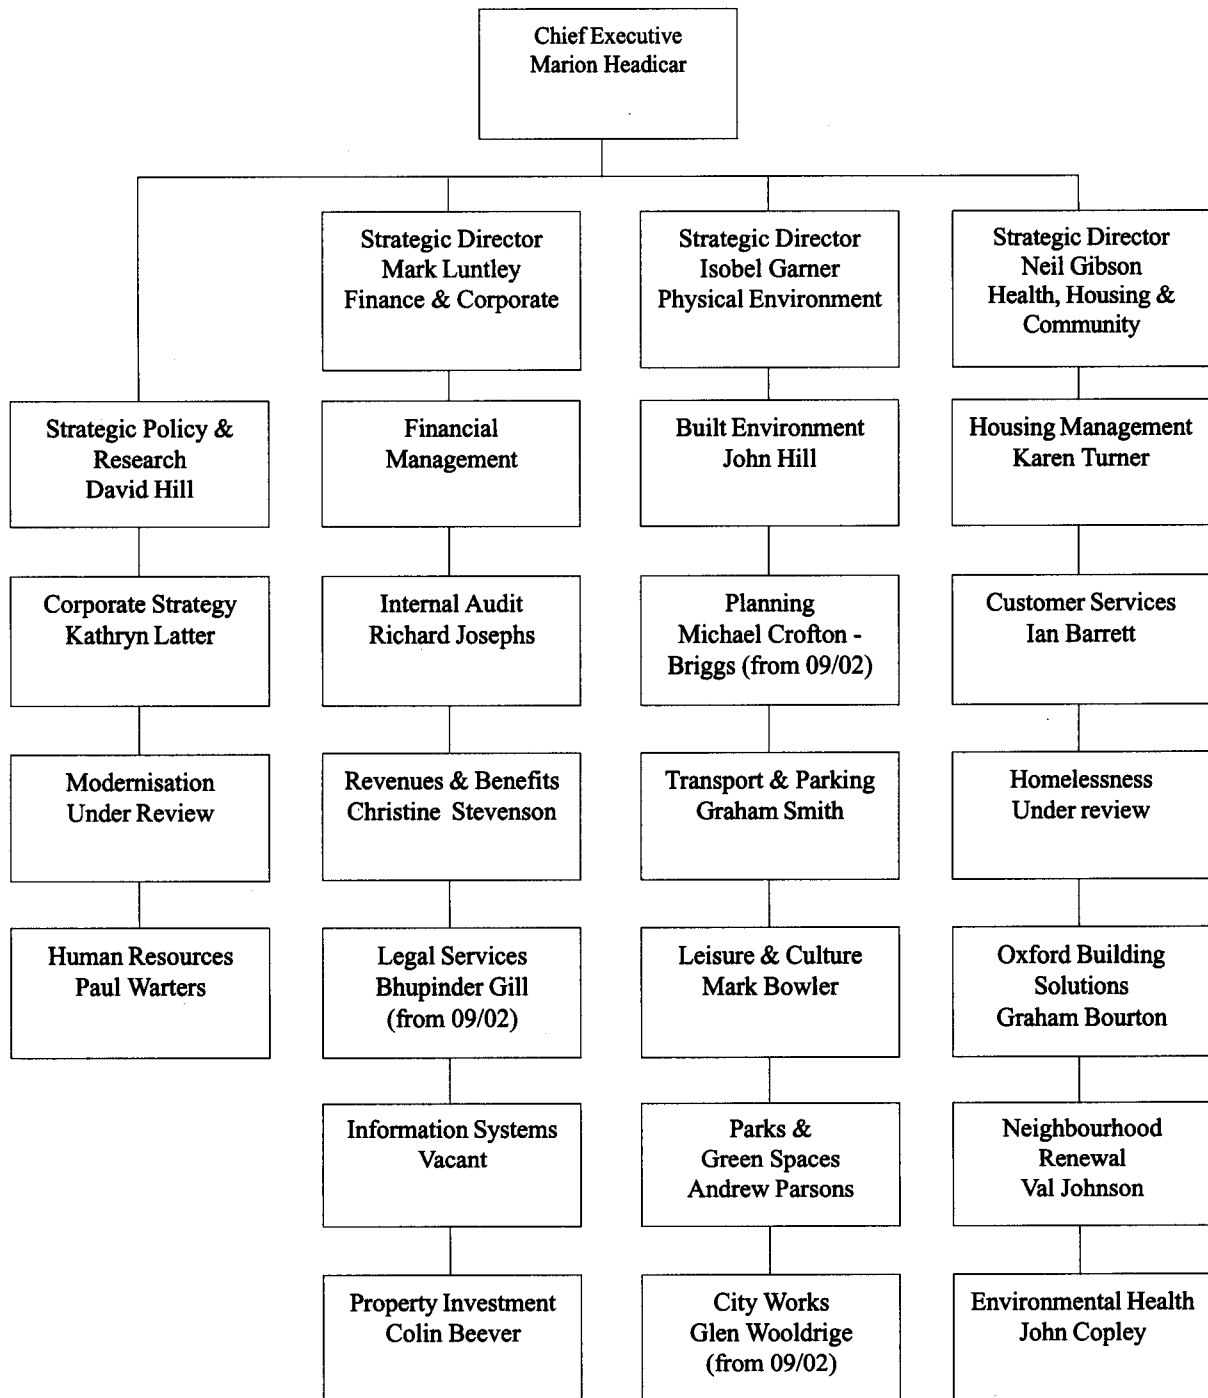 Chief Executive
Marion Headicar
Strategic Director
Mark Luntley
Finance & Corporate
Strategic Director
Isobel Garner
Physical Environment
Strategic Director
Neil Gibson
Health, Housing &
Community
Strategic Policy &
Research
David Hill
Financial
Management
Built Environment
John Hill
Housing Management
Karen Turner
Corporate Strategy
Kathryn Latter
Internal Audit
Richard Josephs
Planning
Michael Crofton -
Briggs (from 09/02)
Customer Services
Ian Barrett
Modernisation
Under Review
Revenues & Benefits
Christine Stevenson
Transport & Parking
Graham Smith
Homelessness
Under review
Human Resources
Paul Warters
Legal Services
Bhupinder Gill
(from 09/02)
Leisure & Culture
Mark Bowler
Oxford Building
Solutions
Graham Bourton
Information Systems
Vacant
Parks &
Green Spaces
Andrew Parsons
Neighbourhood
Renewal
Val Johnson
Property Investment
Colin Beever
City Works
Glen Wooldrige
(from 09/02)
Environmental Health
John Copley